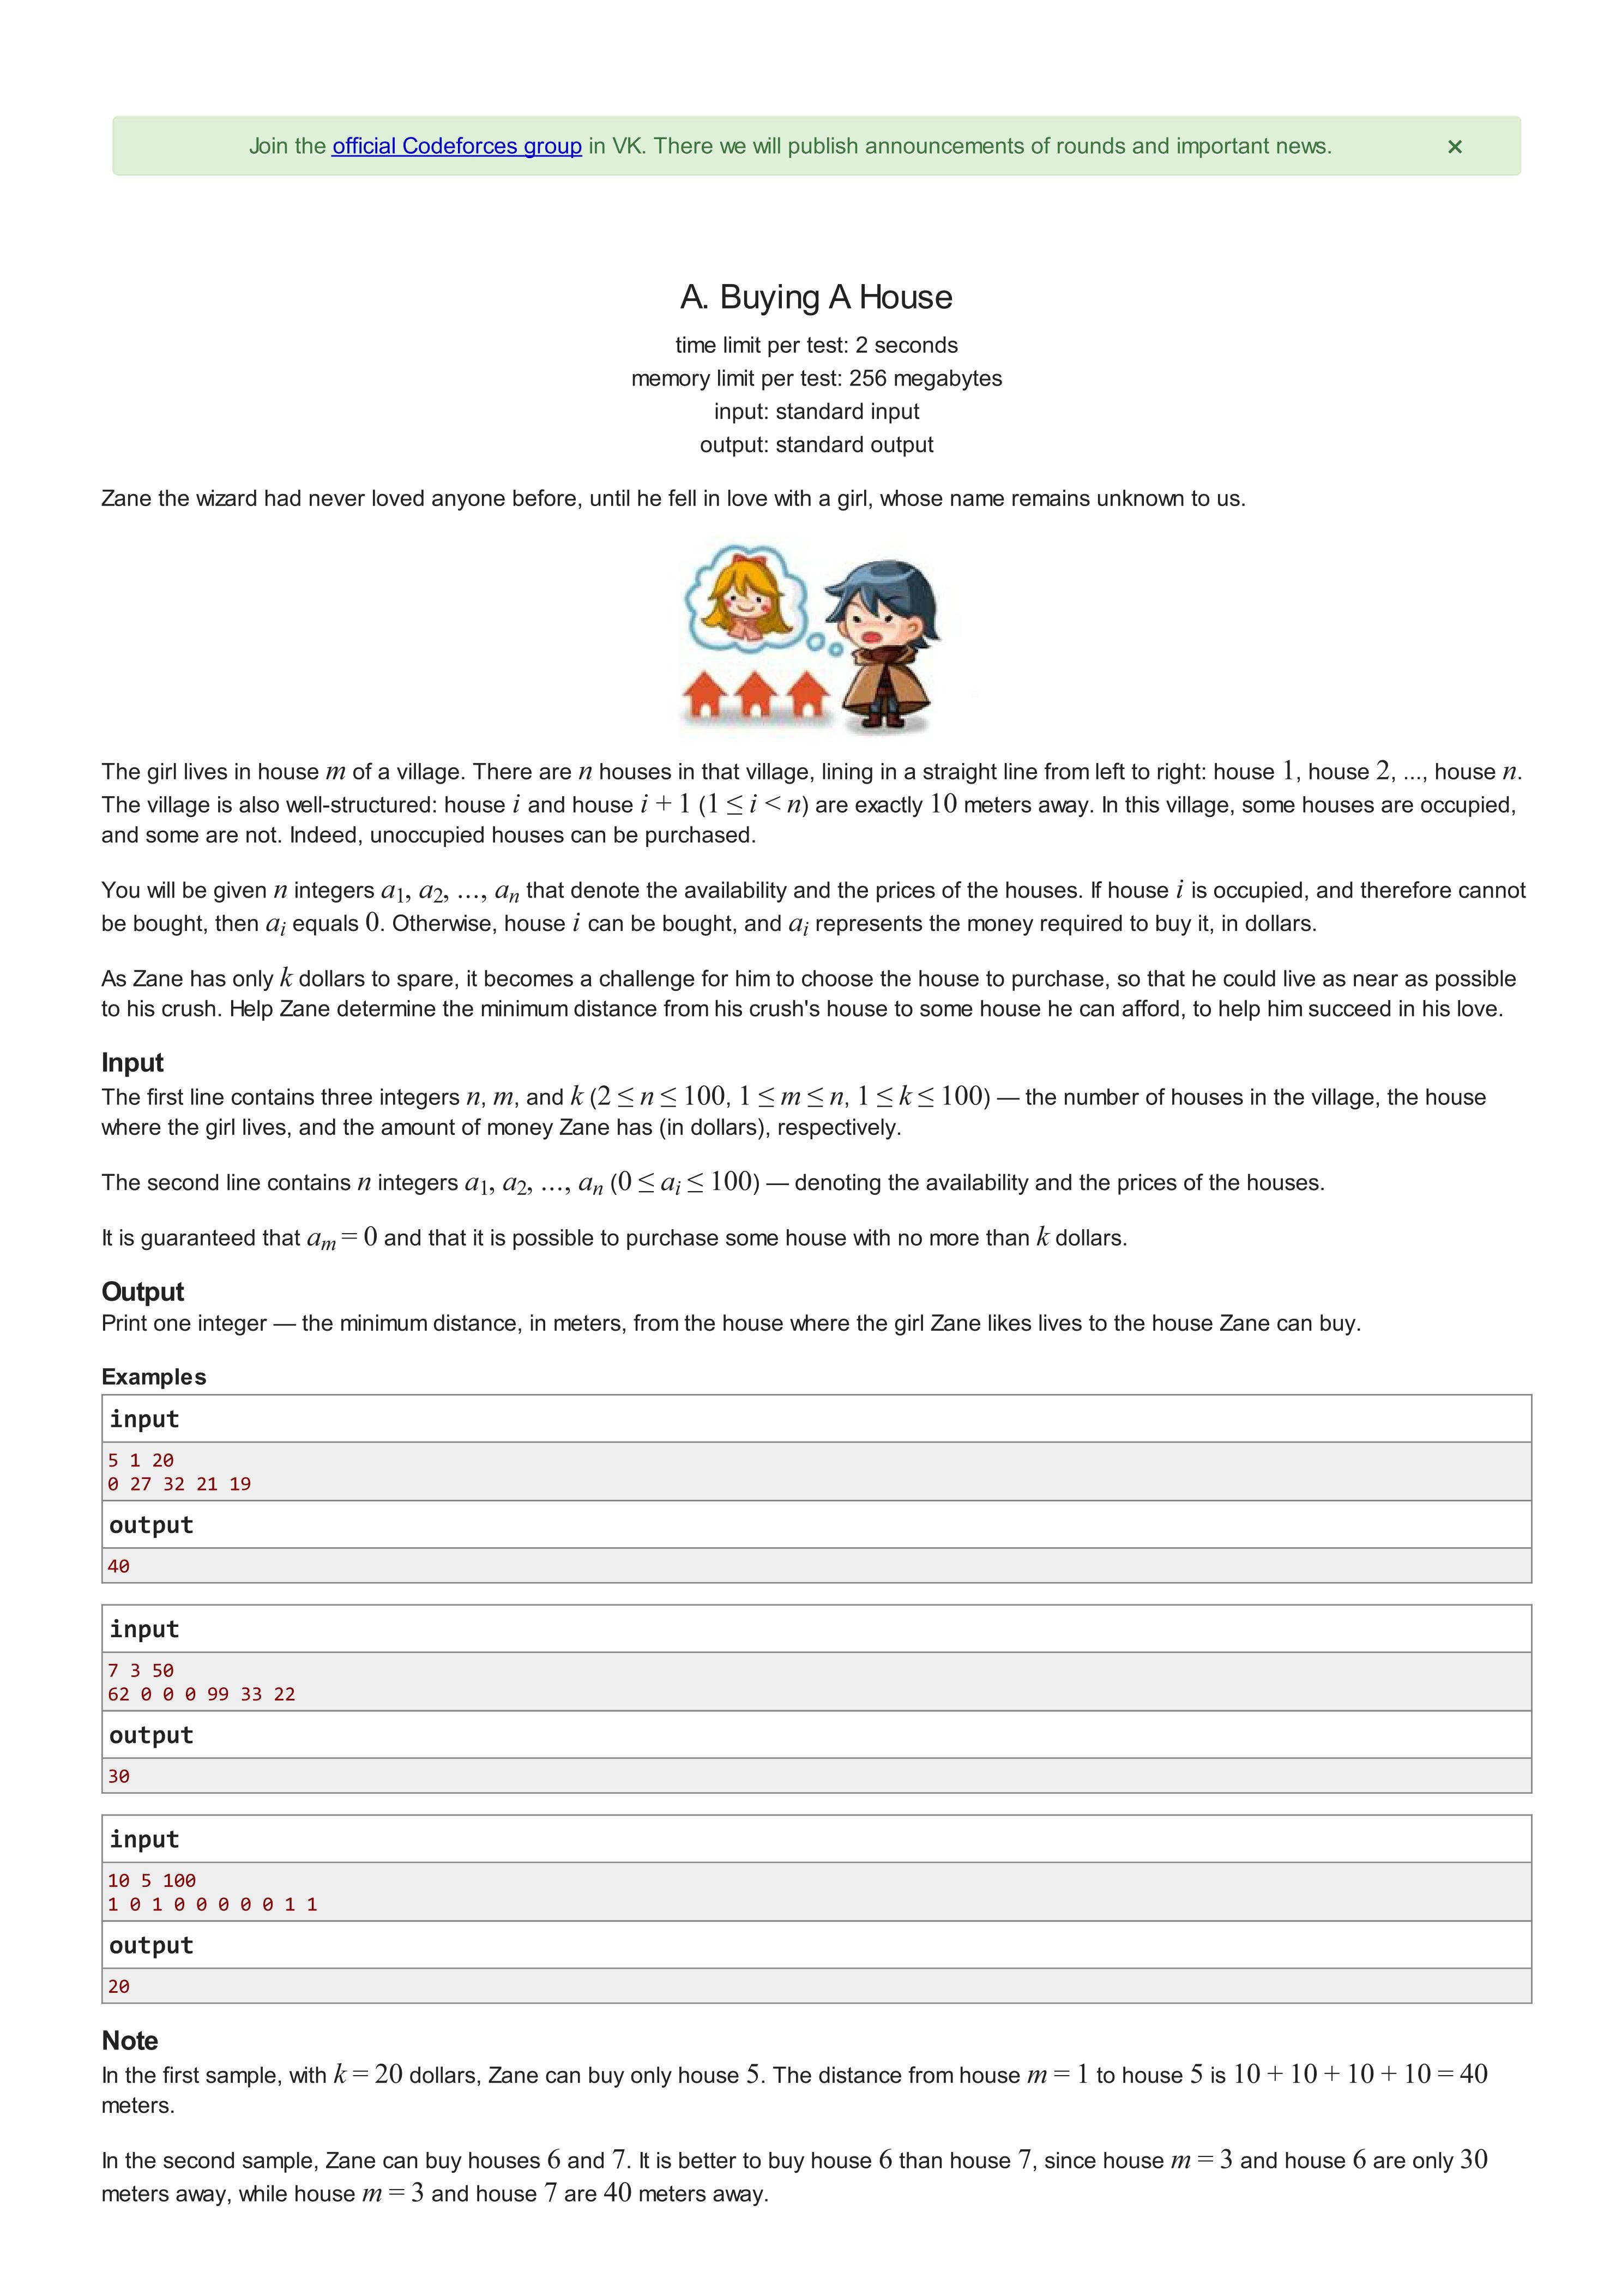 Join the official Codeforces group in VK. There we will publish announcements of rounds and important news. ×
A. Buying A House
time limit per test: 2 seconds
memory limit per test: 256 megabytes
input: standard input
output: standard output
Zane the wizard had never loved anyone before, until he fell in love with a girl, whose name remains unknown to us.
The girl lives in house m of a village. There are n houses in that village, lining in a straight line from left to right: house 1, house 2, ..., house n.
The village is also well-structured: house i and house i + 1 (1 ≤ i < n) are exactly 10 meters away. In this village, some houses are occupied,
and some are not. Indeed, unoccupied houses can be purchased.
You will be given n integers a1, a2, ..., an that denote the availability and the prices of the houses. If house i is occupied, and therefore cannot
be bought, then ai equals 0. Otherwise, house i can be bought, and ai represents the money required to buy it, in dollars.
As Zane has only k dollars to spare, it becomes a challenge for him to choose the house to purchase, so that he could live as near as possible
to his crush. Help Zane determine the minimum distance from his crush's house to some house he can afford, to help him succeed in his love.
Input
The first line contains three integers n, m, and k (2 ≤ n ≤ 100, 1 ≤ m ≤ n, 1 ≤ k ≤ 100) — the number of houses in the village, the house
where the girl lives, and the amount of money Zane has (in dollars), respectively.
The second line contains n integers a1, a2, ..., an (0 ≤ ai ≤ 100) — denoting the availability and the prices of the houses.
It is guaranteed that am = 0 and that it is possible to purchase some house with no more than k dollars.
Output
Print one integer — the minimum distance, in meters, from the house where the girl Zane likes lives to the house Zane can buy.
Examples
input
5 1 20
0 27 32 21 19
output
40
input
7 3 50
62 0 0 0 99 33 22
output
30
input
10 5 100
1 0 1 0 0 0 0 0 1 1
output
20
Note
In the first sample, with k = 20 dollars, Zane can buy only house 5. The distance from house m = 1 to house 5 is 10 + 10 + 10 + 10 = 40
meters.
In the second sample, Zane can buy houses 6 and 7. It is better to buy house 6 than house 7, since house m = 3 and house 6 are only 30
meters away, while house m = 3 and house 7 are 40 meters away.